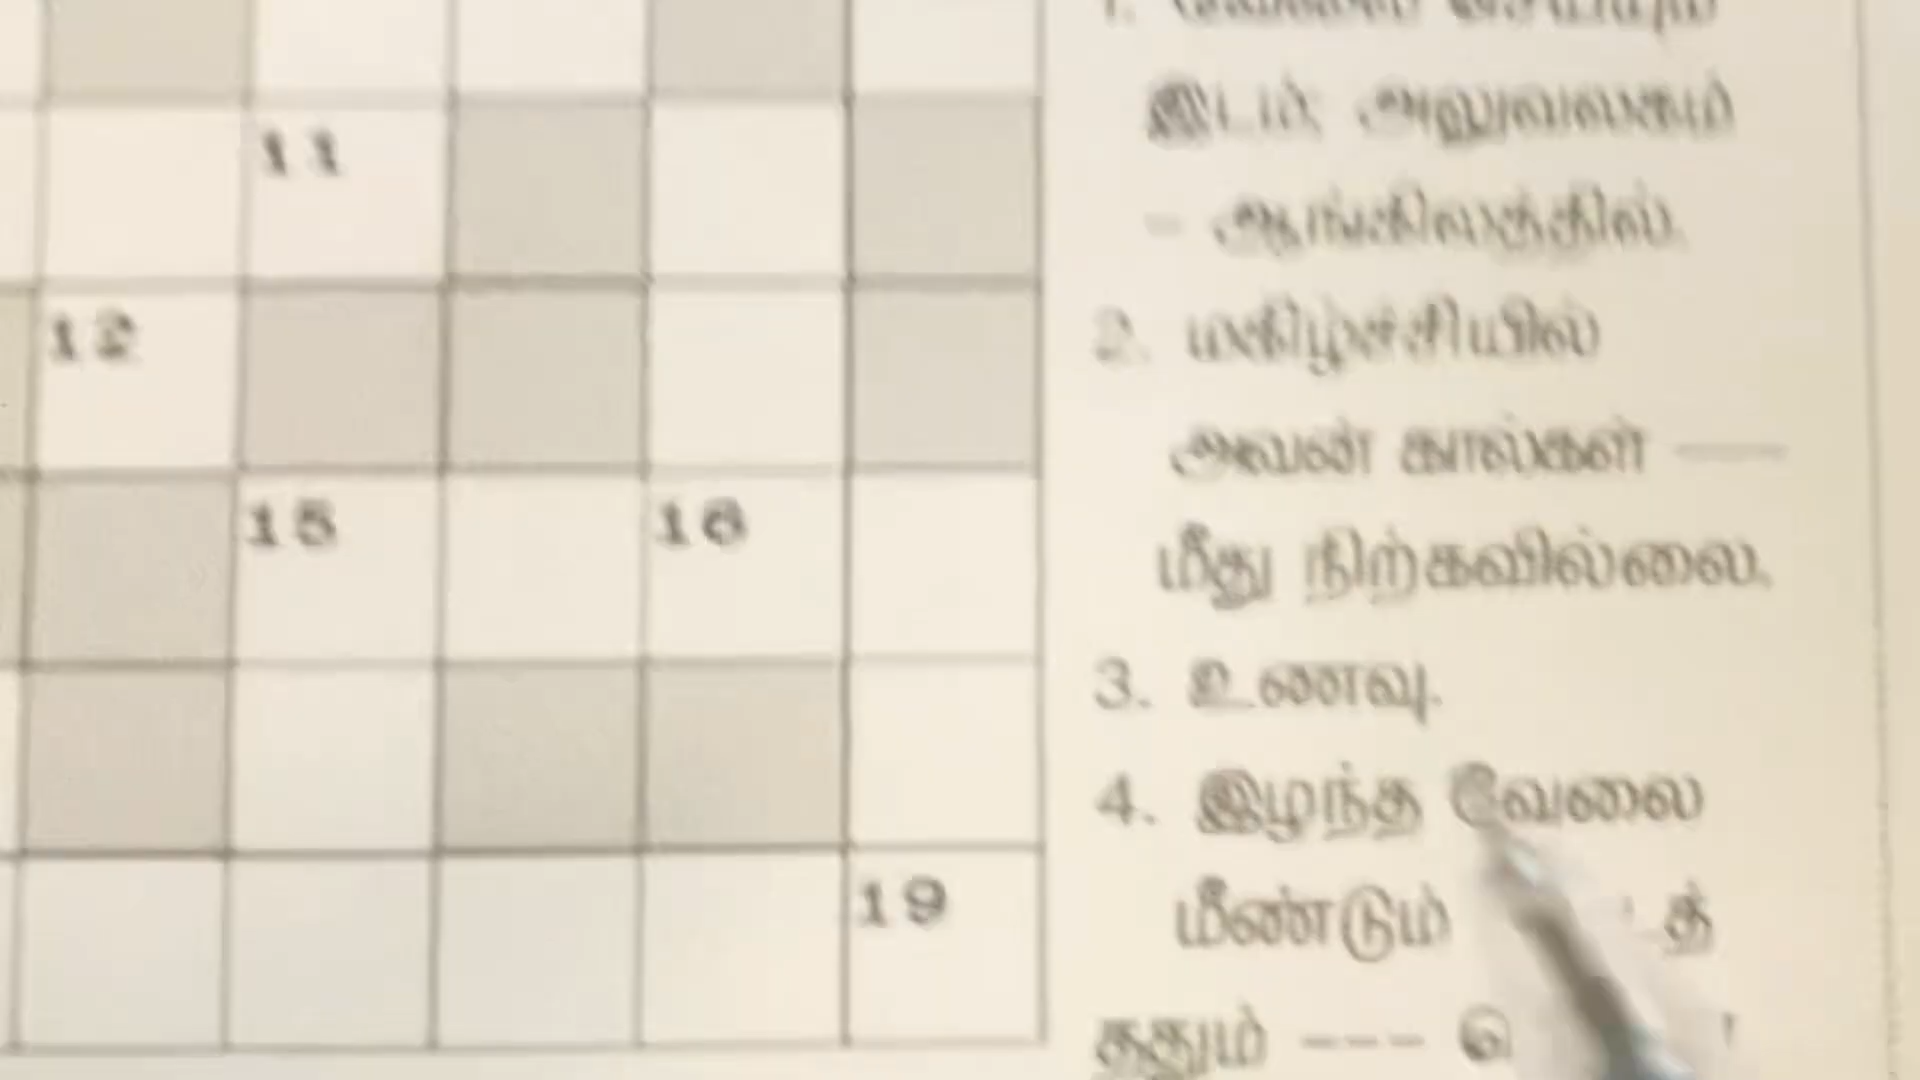 11
12
15
16
19
இடம் அலுவலகம்
- ஆங்கிலத்தில்.
2. மகிழ்ச்சியில்
அவன் கால்கள் ——
மீது நிற்கவில்லை.
3. உணவு.
4. இழந்த வேலை
மீண்டும்
ததும் ---